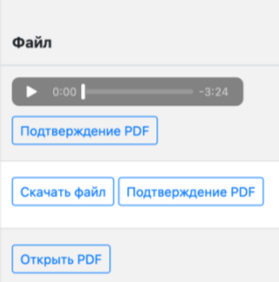 Файл
0:00 -3:24
Подтверждение PDF
Скачать файл Подтверждение PDF
Открыть PDF